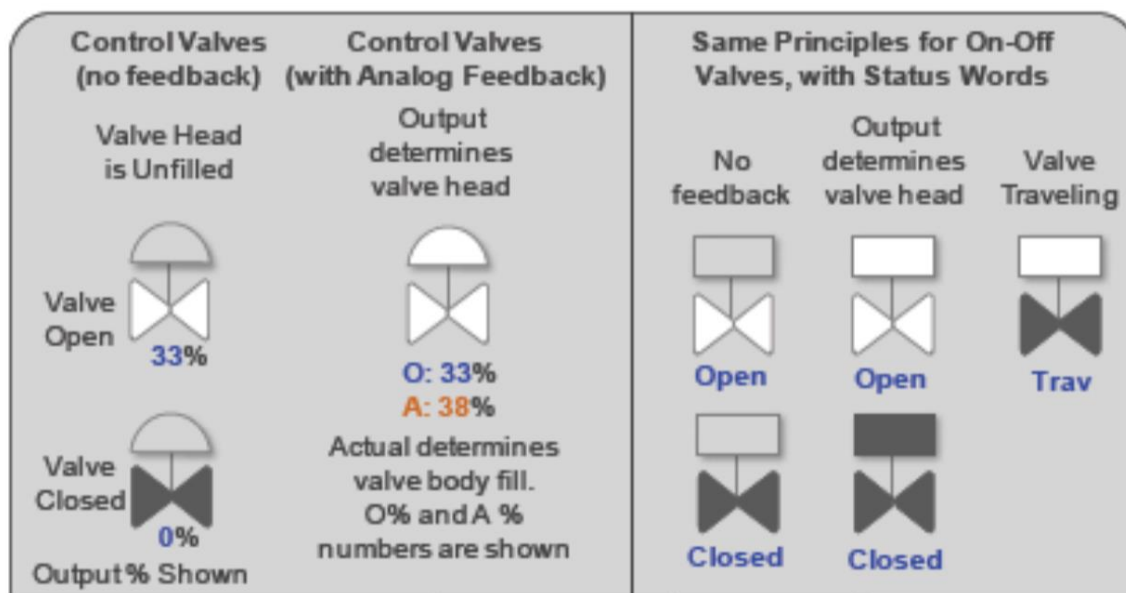 Control Valves
(no feedback)
Control Valves
(with Analog Feedback)
Valve Head
is Unfilled
Output
determines
valve head
Valve
Open
33%
O: 33%
A: 38%
Valve
Closed
0%
Output % Shown
Actual determines
valve body fill.
O% and A %
numbers are shown
Same Principles for On-Off
Valves, with Status Words
No
feedback
Output
determines
valve head
Valve
Traveling
Open
Open
Trav
Closed
Closed